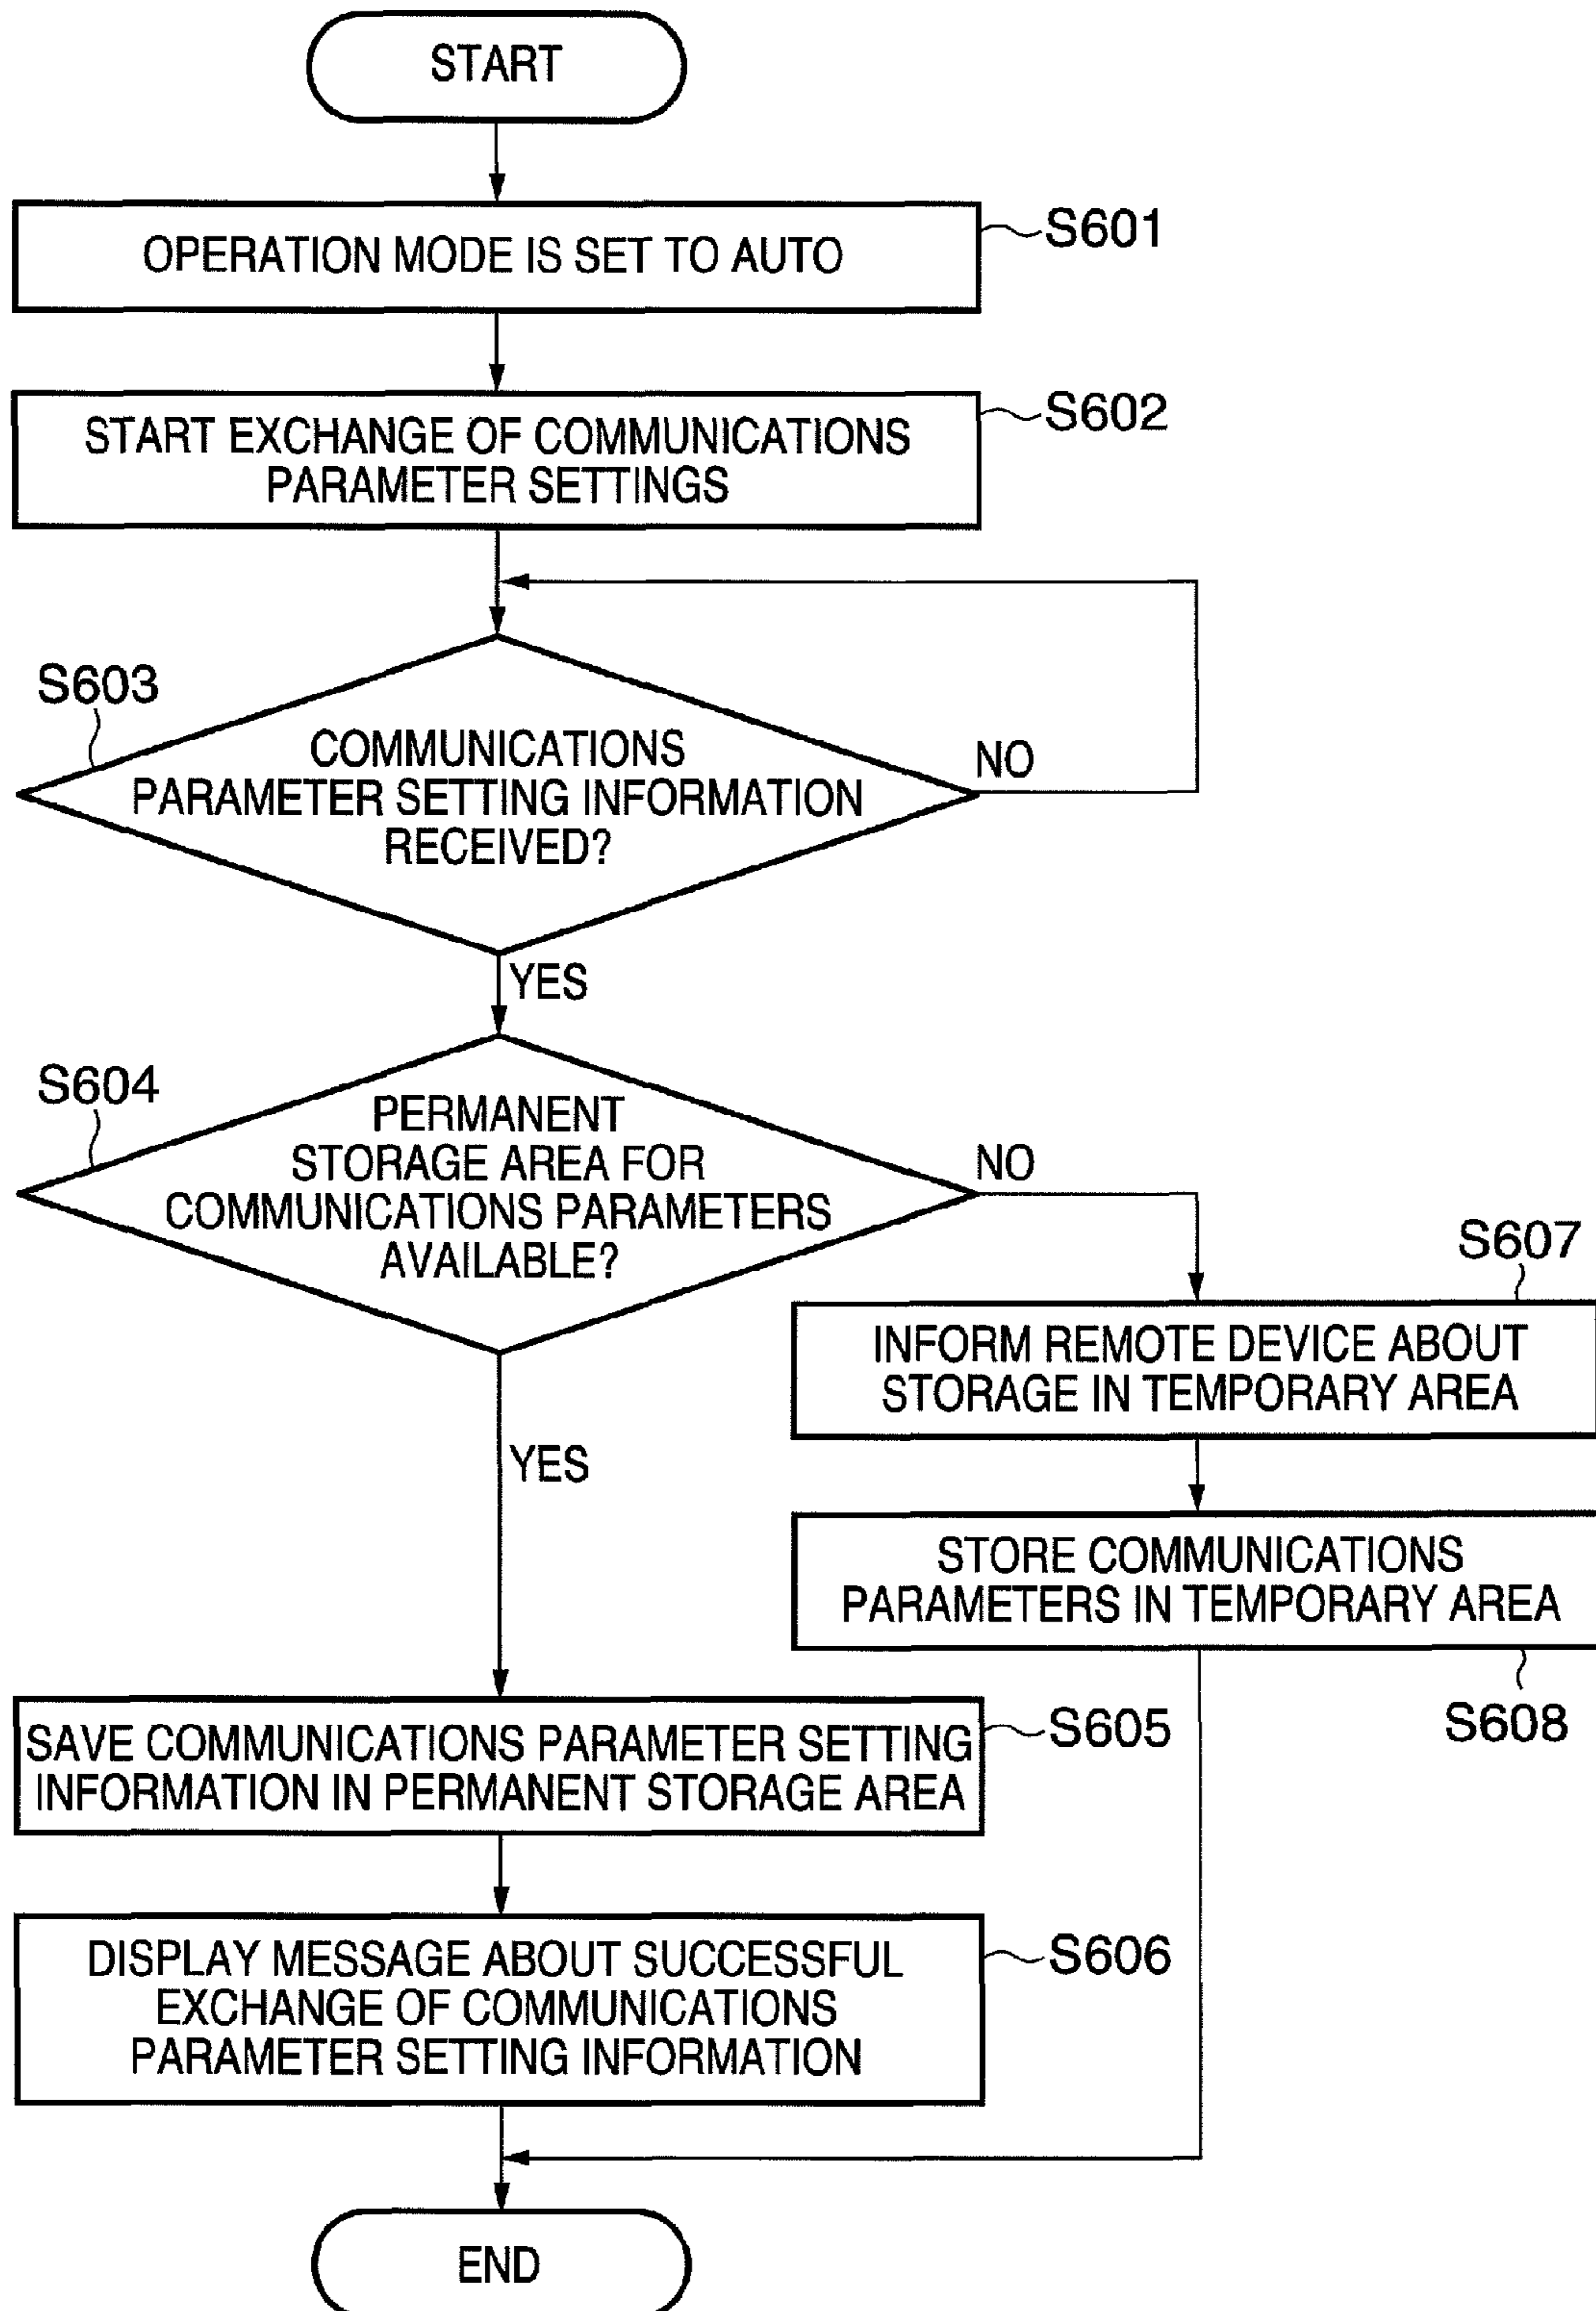 START
OPERATION MODE IS SET TO AUTO
S601
START EXCHANGE OF COMMUNICATIONS
PARAMETER SETTINGS
S602
S603
COMMUNICATIONS
PARAMETER SETTING INFORMATION
RECEIVED?
NO
YES
S604
PERMANENT
STORAGE AREA FOR
COMMUNICATIONS PARAMETERS
AVAILABLE?
NO
YES
S607
INFORM REMOTE DEVICE ABOUT
STORAGE IN TEMPORARY AREA
STORE COMMUNICATIONS
PARAMETERS IN TEMPORARY AREA
S608
SAVE COMMUNICATIONS PARAMETER SETTING
INFORMATION IN PERMANENT STORAGE AREA
S605
DISPLAY MESSAGE ABOUT SUCCESSFUL
EXCHANGE OF COMMUNICATIONS
PARAMETER SETTING INFORMATION
S606
END